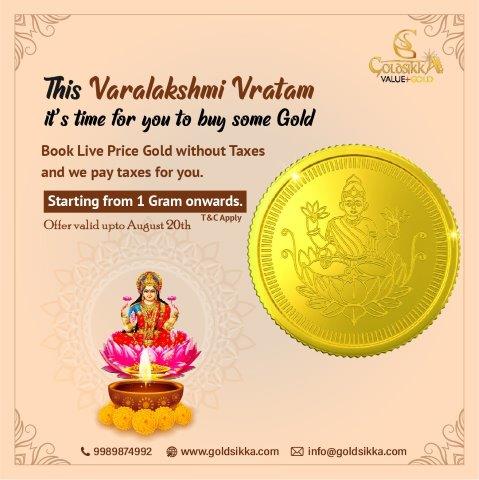 GOLDSIKKA
VALUE+GOLD
This Varalakshmi Vratam
it's time for you to buy some Gold
Book Live Price Gold without Taxes
and we pay taxes for you.
Starting from 1 Gram onwards.
T&C Apply
Offer valid upto August 20th
9989874992 www.goldsikka.com info@goldsikka.com